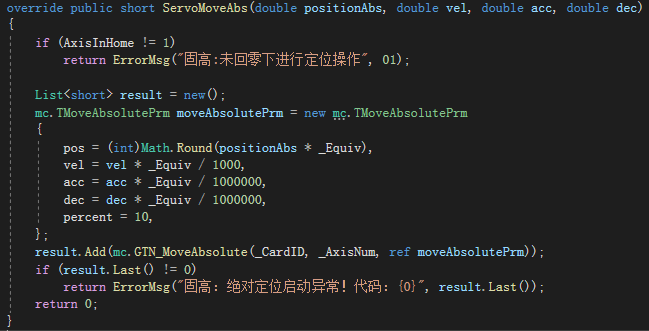 override public short ServoMoveAbs(double positionAbs, double vel, double acc, double dec)
{
if (AxisInHome != 1)
return ErrorMsg("固高:未回零下进行定位操作", 01);
List<short> result = new();
mc.TMoveAbsolutePrm moveAbsolutePrm = new mc.TMoveAbsolutePrm
{
pos = (int)Math.Round(positionAbs * _Equiv),
vel = vel * _Equiv / 1000,
acc = acc * _Equiv / 1000000,
dec = dec * _Equiv / 1000000,
percent = 10,
};
result.Add(mc.GTN_MoveAbsolute(_CardID, _AxisNum, ref moveAbsolutePrm));
if (result.Last() != 0)
return ErrorMsg("固高: 绝对定位启动异常! 代码: {0}", result.Last());
return 0;
}